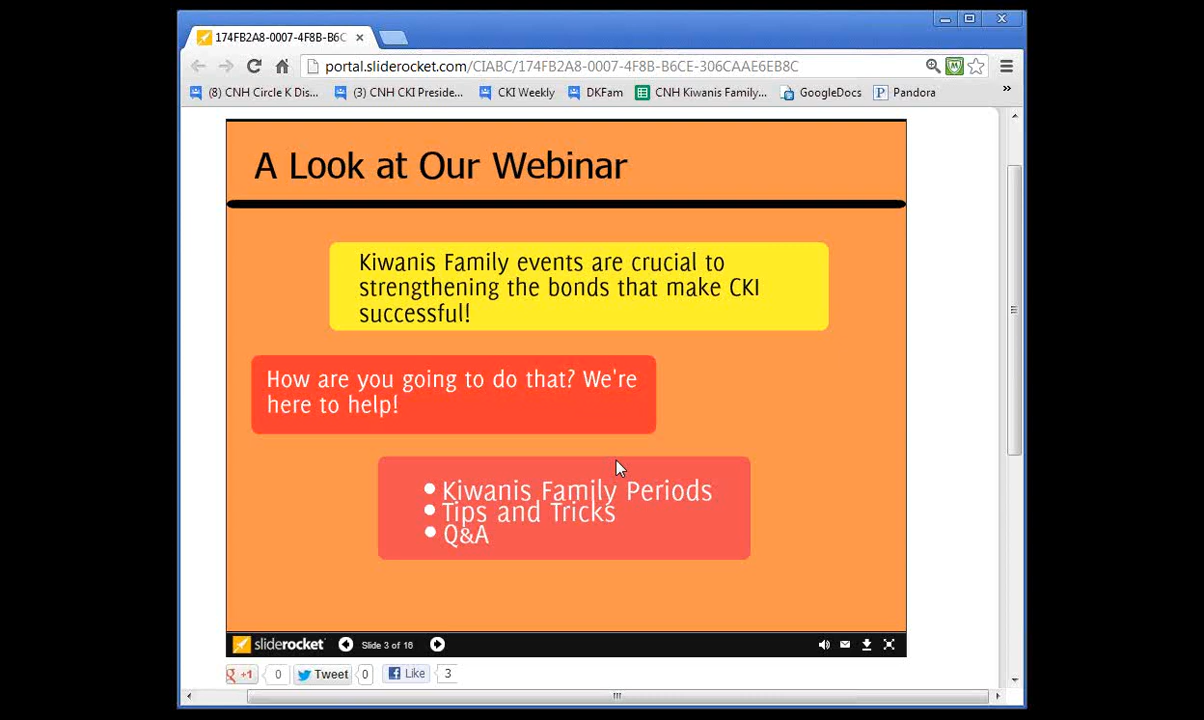 174FB2A8-0007-4F8B-B6C
portal.sliderocket.com/CIABC/174FB2A8-0007-4F8B-B6CE-306CAAE6EB8C
(8) CNH Circle K Dis... (3) CNH CKI Preside... CKI Weekly DKFam CNH Kiwanis Family... GoogleDocs Pandora »
A Look at Our Webinar
Kiwanis Family events are crucial to
strengthening the bonds that make CKI
successful!
How are you going to do that? We're
here to help!
• Kiwanis Family Periods
• Tips and Tricks
• Q&A
sliderocket Slide 3 of 16
g +1 0 Tweet 0 Like 3